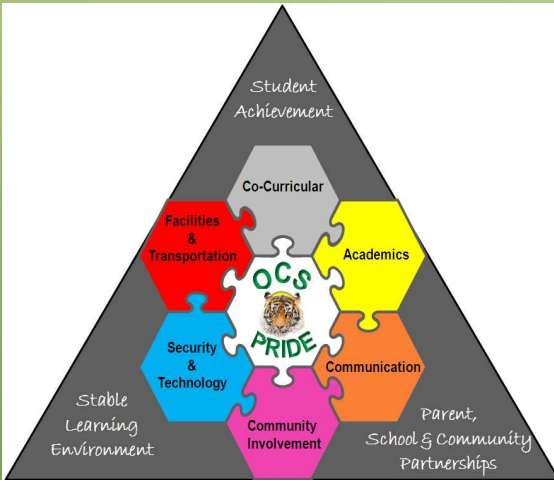 Student
Achievement
Co-Curricular
Facilities
&
Transportation
Academics
OCS
PRIDE
Security
&
Technology
Communication
Community
Involvement
Stable
Learning
Environment
Parent,
School & Community
Partnerships